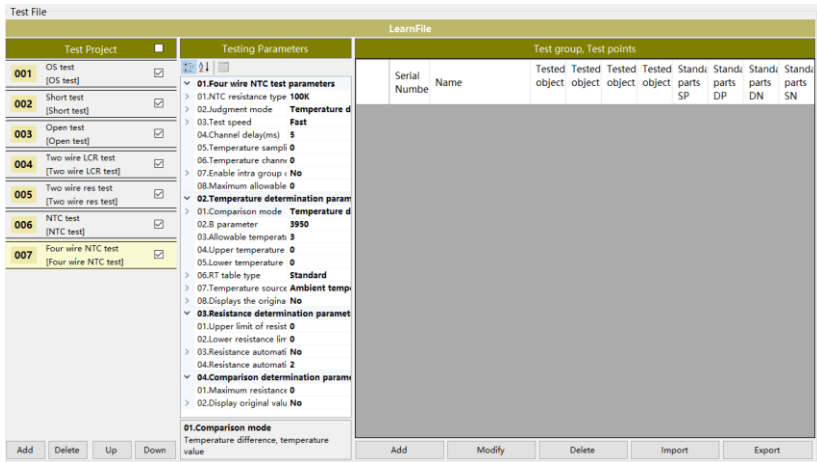 Test File
LearnFile
Test Project
001
OS test
[OS test]
002
Short test
[Short test]
003
Open test
[Open test]
004
Two wire LCR test
[Two wire LCR test]
005
Two wire res test
[Two wire res test]
006
NTC test
[NTC test]
007
Four wire NTC test
[Four wire NTC test]
Add Delete Up Down
Testing Parameters
01.Four wire NTC test parameters
01.NTC resistance type 100K
02.Judgment mode Temperature d
03.Test speed Fast
04.Channel delay(ms) 5
05.Temperature sampli 0
06.Temperature channe 0
07.Enable intra group No
08.Maximum allowable 0
02.Temperature determination param
01.Comparison mode Temperature d
02.B parameter 3950
03.Allowable temperatu 3
04.Upper temperature 0
05.Lower temperature 0
06.RT table type Standard
07.Temperature source Ambient tempe
08.Displays the origina No
03.Resistance determination paramet
01.Upper limit of resist 0
02.Lower resistance lim 0
03.Resistance automati No
04.Resistance automati 2
04.Comparison determination parame
01.Maximum resistance 0
02.Display original valu No
01.Comparison mode
Temperature difference, temperature
value
Test group, Test points
Serial Name Tested Tested Tested Tested Standa Standa Standa Standa
Numbe object object object object parts parts parts parts
SP DP DN SN
Add Modify Delete Import Export